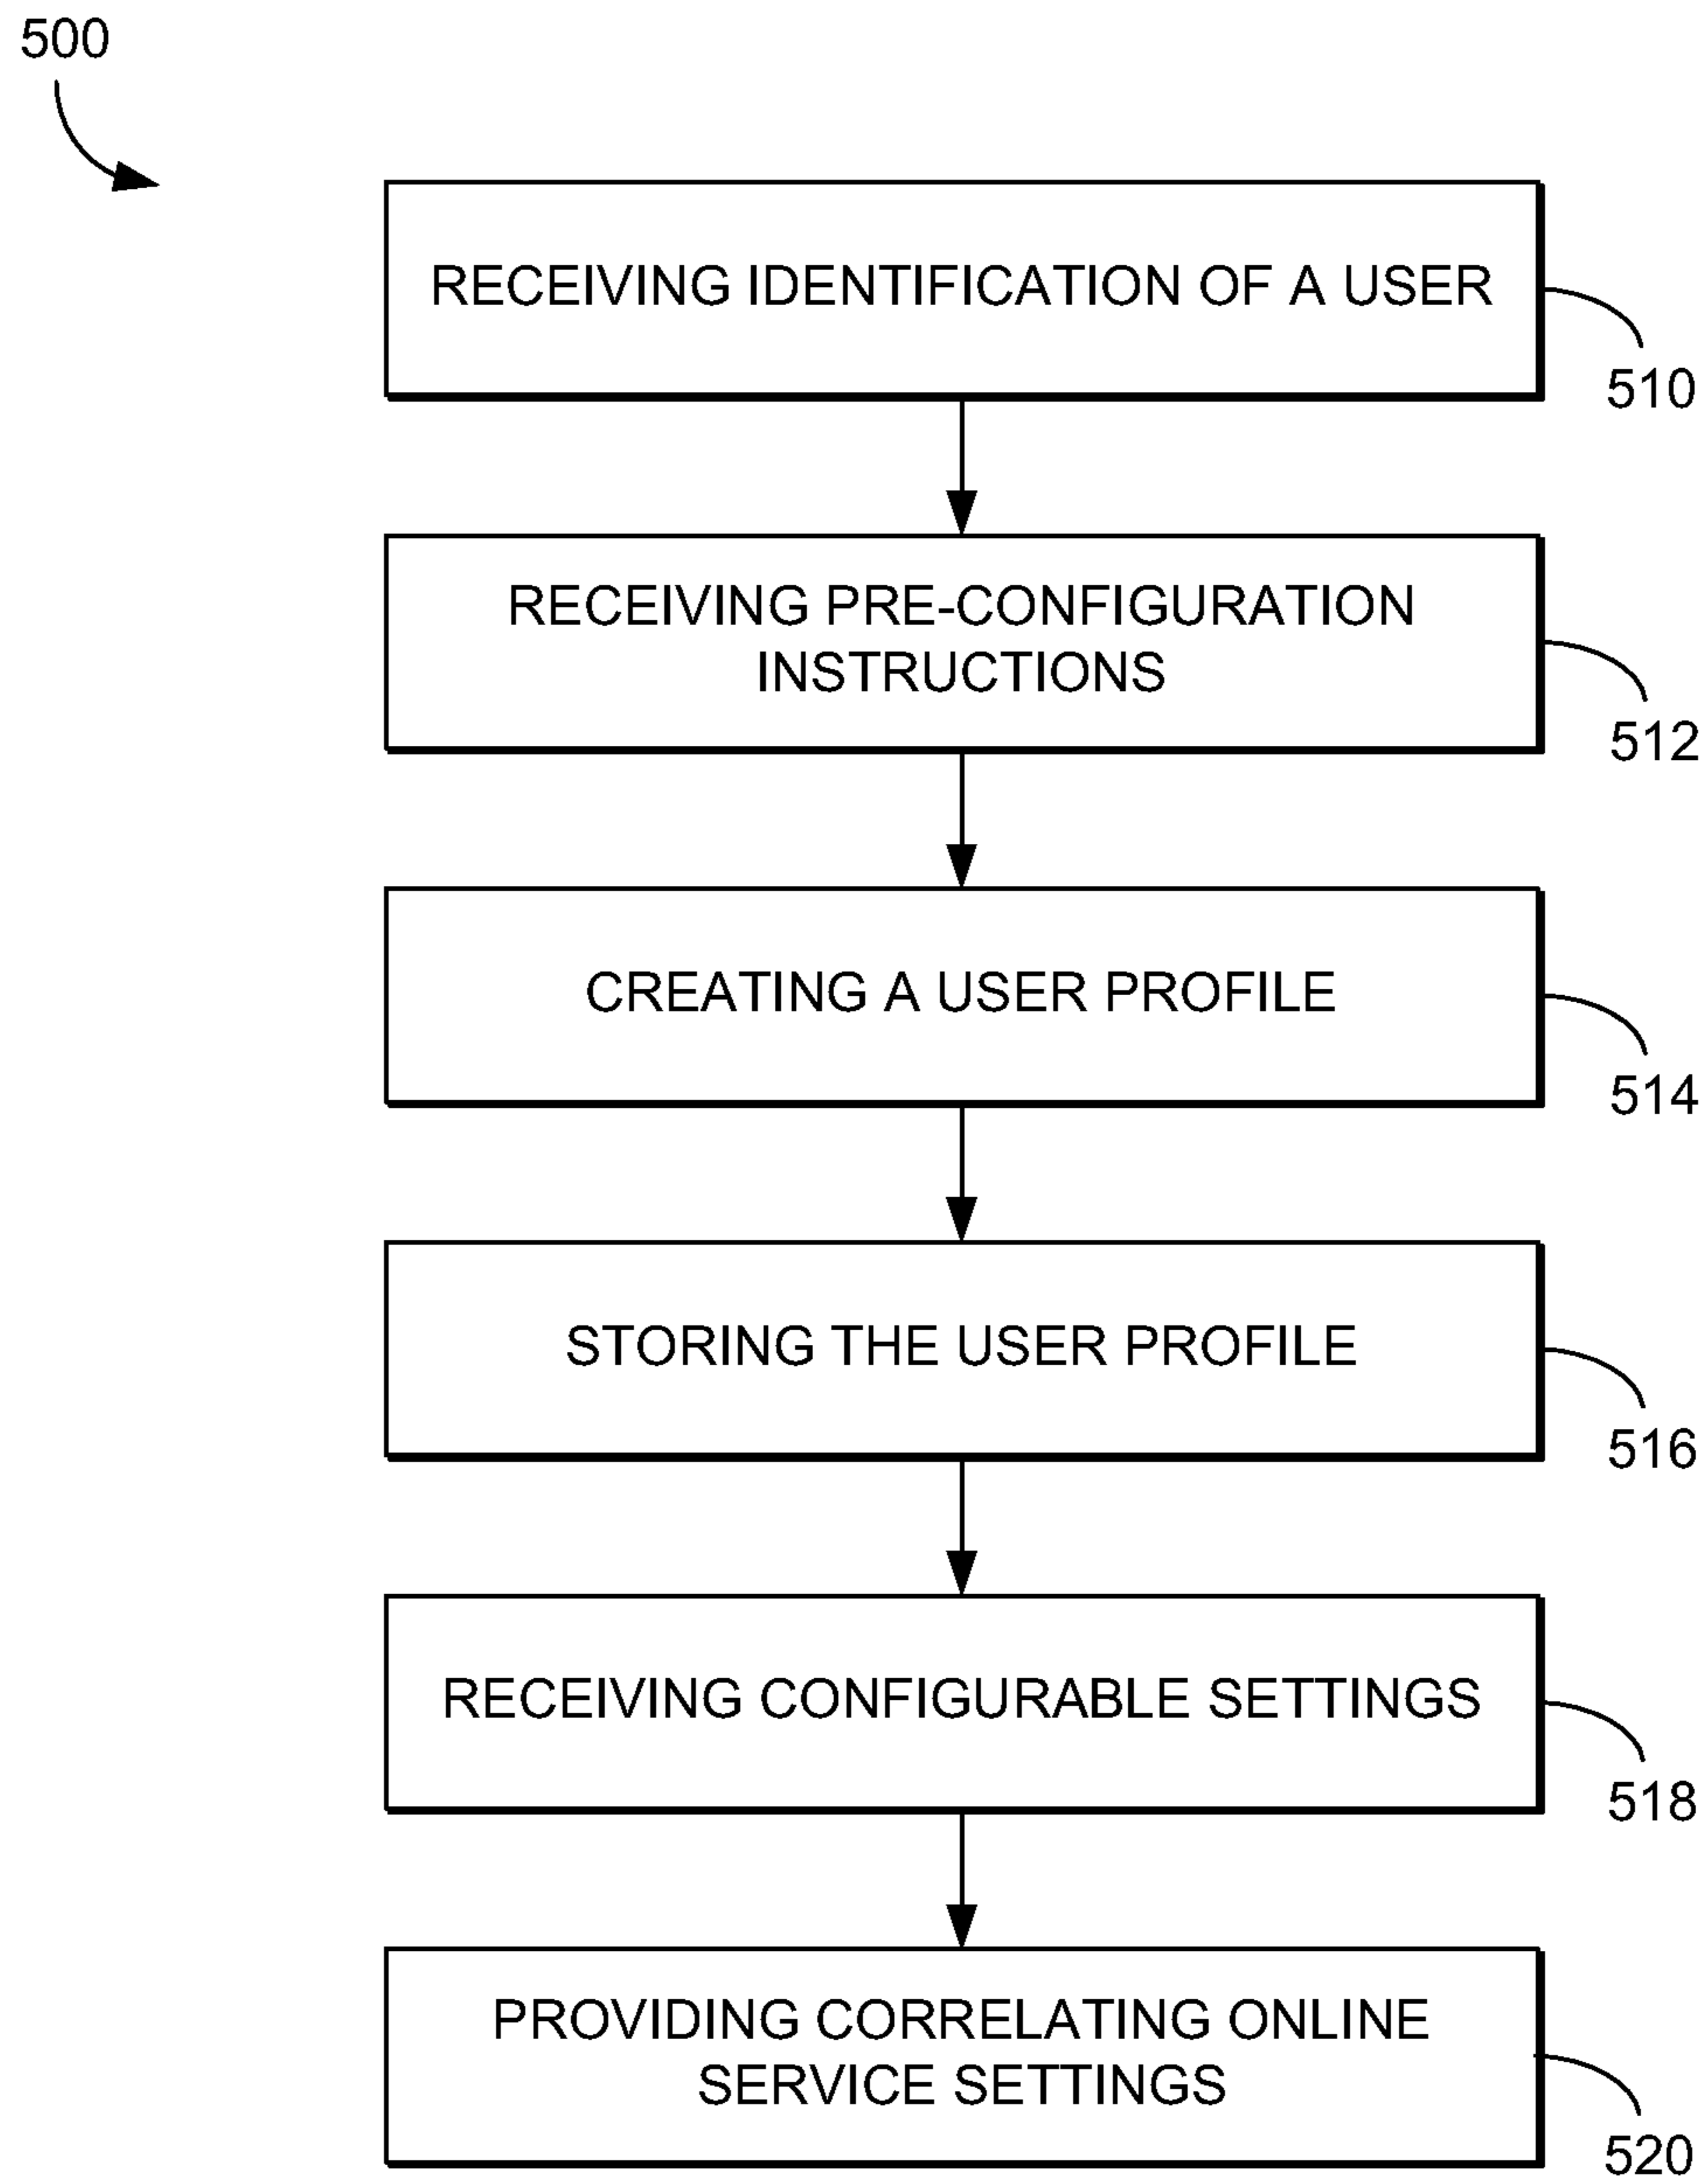 500
RECEIVING IDENTIFICATION OF A USER
510
RECEIVING PRE-CONFIGURATION
INSTRUCTIONS
512
CREATING A USER PROFILE
514
STORING THE USER PROFILE
516
RECEIVING CONFIGURABLE SETTINGS
518
PROVIDING CORRELATING ONLINE
SERVICE SETTINGS
520